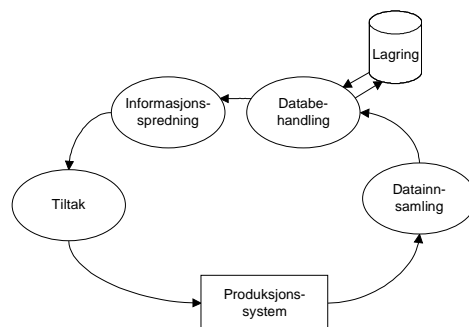 Lagring
Informasjons-
spredning
Databe-
handling
Tiltak
Datainn-
samling
Produksjons-
system